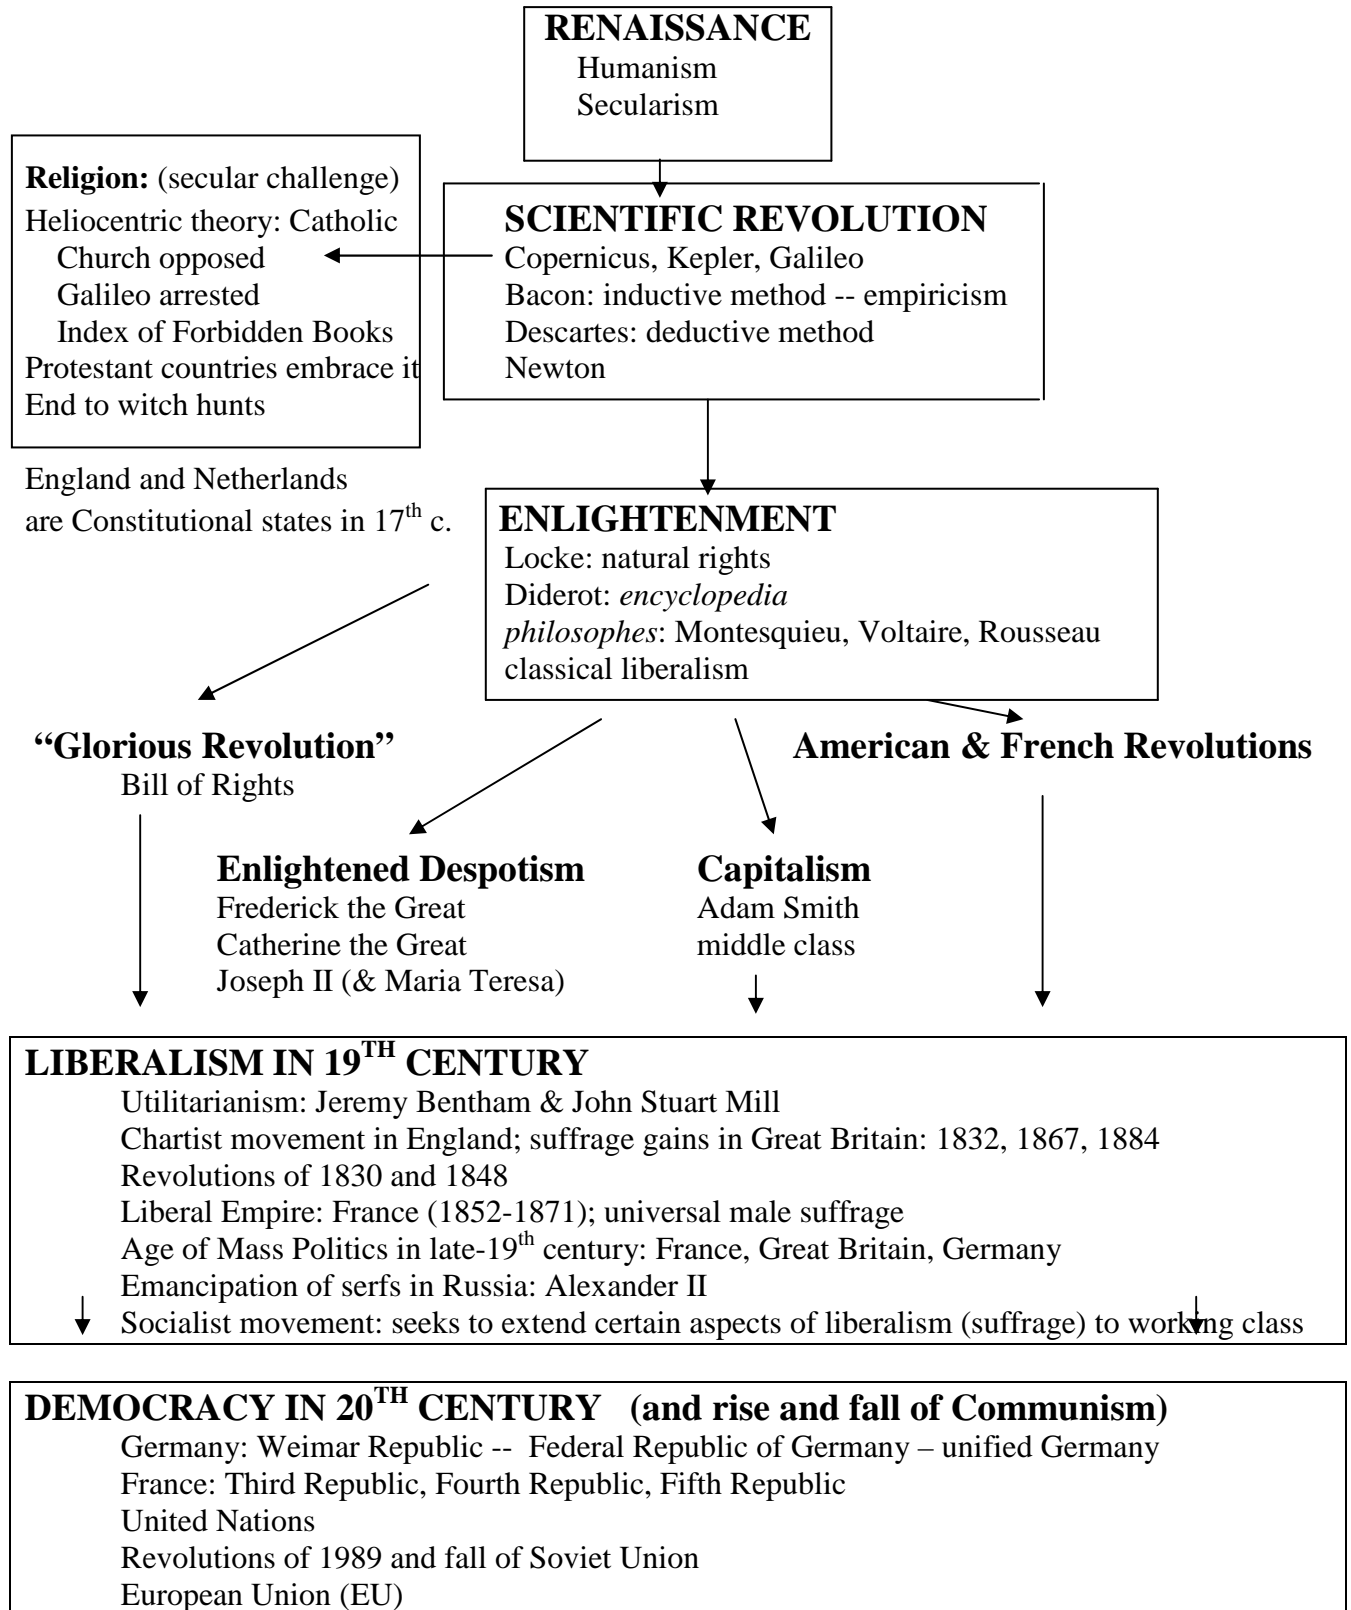 RENAISSANCE
Humanism
Secularism
Religion: (secular challenge)
Heliocentric theory: Catholic
Church opposed
Galileo arrested
Index of Forbidden Books
Protestant countries embrace it
End to witch hunts
SCIENTIFIC REVOLUTION
Copernicus, Kepler, Galileo
Bacon: inductive method -- empiricism
Descartes: deductive method
Newton
England and Netherlands
are Constitutional states in 17th c.
ENLIGHTENMENT
Locke: natural rights
Diderot: encyclopedia
philosophes: Montesquieu, Voltaire, Rousseau
classical liberalism
“Glorious Revolution”
Bill of Rights
American & French Revolutions
Enlightened Despotism
Frederick the Great
Catherine the Great
Joseph II (& Maria Teresa)
Capitalism
Adam Smith
middle class
LIBERALISM IN 19TH CENTURY
Utilitarianism: Jeremy Bentham & John Stuart Mill
Chartist movement in England; suffrage gains in Great Britain: 1832, 1867, 1884
Revolutions of 1830 and 1848
Liberal Empire: France (1852-1871); universal male suffrage
Age of Mass Politics in late-19th century: France, Great Britain, Germany
Emancipation of serfs in Russia: Alexander II
Socialist movement: seeks to extend certain aspects of liberalism (suffrage) to working class
DEMOCRACY IN 20TH CENTURY (and rise and fall of Communism)
Germany: Weimar Republic -- Federal Republic of Germany – unified Germany
France: Third Republic, Fourth Republic, Fifth Republic
United Nations
Revolutions of 1989 and fall of Soviet Union
European Union (EU)